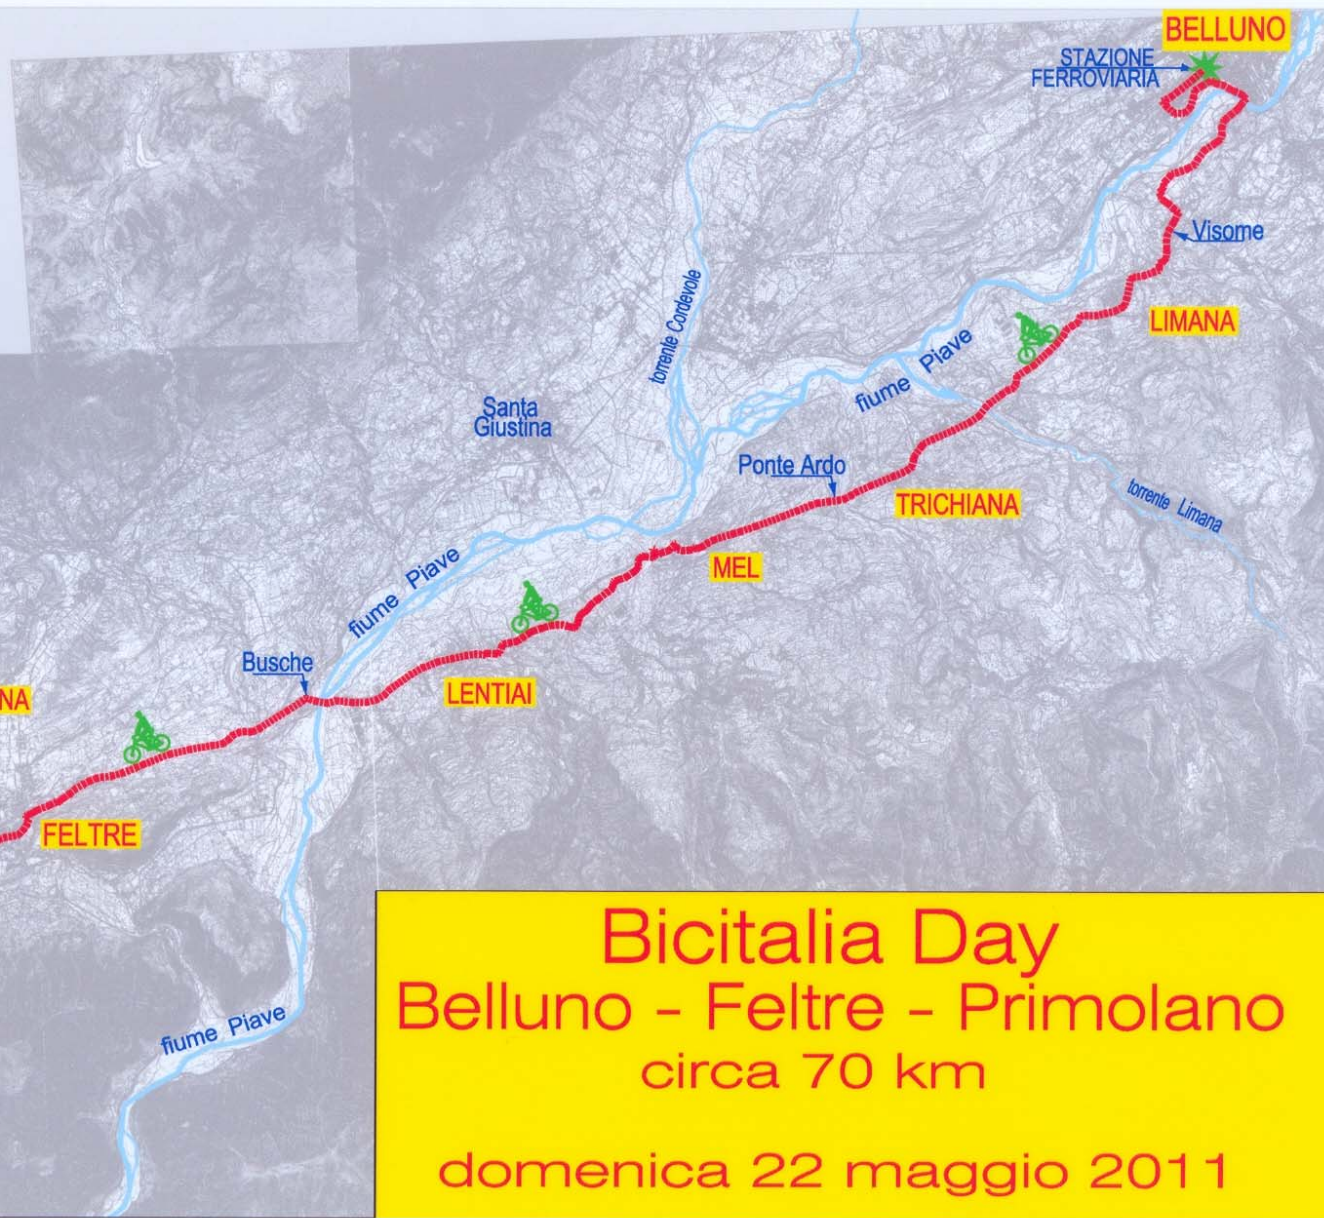 BELLUNO
STAZIONE
FERROVIARIA
Visome
LIMANA
torrente Cordevole
fiume Piave
Santa
Giustina
Ponte Ardo
TRICHIANA
torrente Limana
MEL
fiume Piave
Busche
LENTIAI
NA
FELTRE
fiume Piave
Bicitalia Day
Belluno - Feltre - Primolano
circa 70 km
domenica 22 maggio 2011